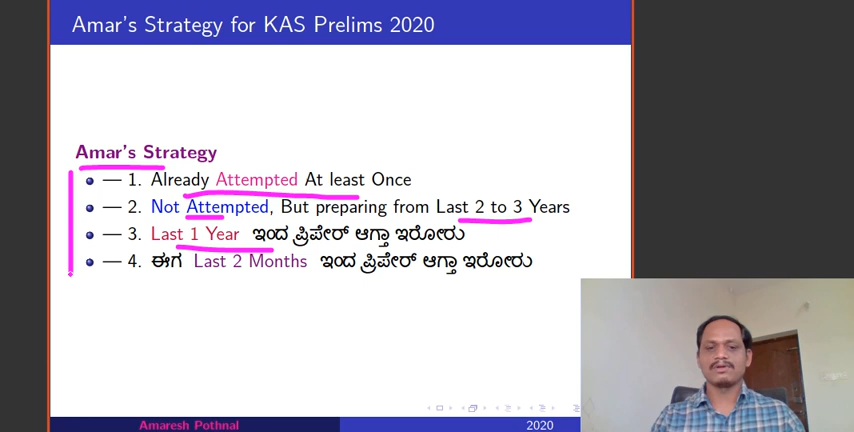 Amar's Strategy for KAS Prelims 2020
Amar's Strategy
— 1. Already Attempted At least Once
— 2. Not Attempted, But preparing from Last 2 to 3 Years
— 3. Last 1 Year ಇಂದ ಪ್ರಿಪೇರ್ ಆಗ್ತಾ ಇರೋರು
— 4. ಈಗ Last 2 Months ಇಂದ ಪ್ರಿಪೇರ್ ಆಗ್ತಾ ಇರೋರು
Amaresh Pothnal 2020